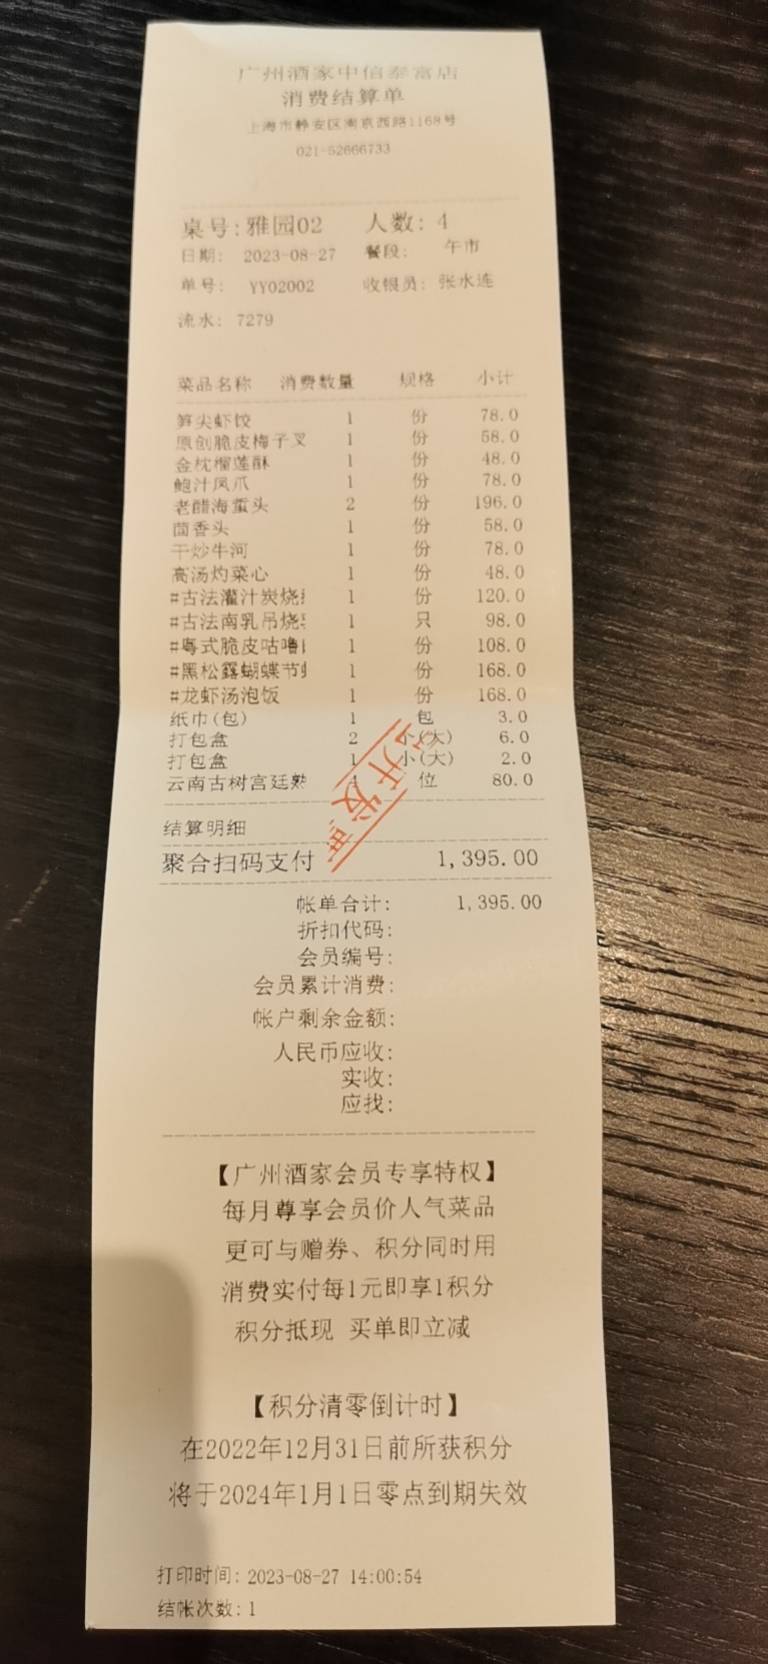 广州酒家中信泰富店
消费结算单
上海市静安区南京西路1168号
021-52666733
桌号:雅园02 人数: 4
日期: 2023-08-27 餐段: 午市
单号: YY02002 收银员: 张水连
流水: 7279
菜品名称 消费数量 规格 小计
笋尖虾饺 1 份 78.0
原创脆皮梅子叉 1 份 58.0
金枕榴莲酥 1 份 48.0
鲍汁凤爪 1 份 78.0
老醋海蜇头 2 份 196.0
茴香头 1 份 58.0
干炒牛河 1 份 78.0
高汤灼菜心 1 份 48.0
#古法灌汁炭烧 1 份 120.0
#古法南乳吊烧 1 只 98.0
#粤式脆皮咕噜 1 份 108.0
#黑松露蝴蝶节 1 份 168.0
#龙虾汤泡饭 1 份 168.0
纸巾(包) 1 包 3.0
打包盒 2 个(大) 6.0
打包盒 1 小(大) 2.0
云南古树宫廷熟 4 位 80.0
已开发票
结算明细
聚合扫码支付 1,395.00
帐单合计: 1,395.00
折扣代码:
会员编号:
会员累计消费:
帐户剩余金额:
人民币应收:
实收:
应找:
【广州酒家会员专享特权】
每月尊享会员价人气菜品
更可与赠券、积分同时用
消费实付每1元即享1积分
积分抵现 买单即立减
【积分清零倒计时】
在2022年12月31日前所获积分
将于2024年1月1日零点到期失效
打印时间: 2023-08-27 14:00:54
结帐次数: 1